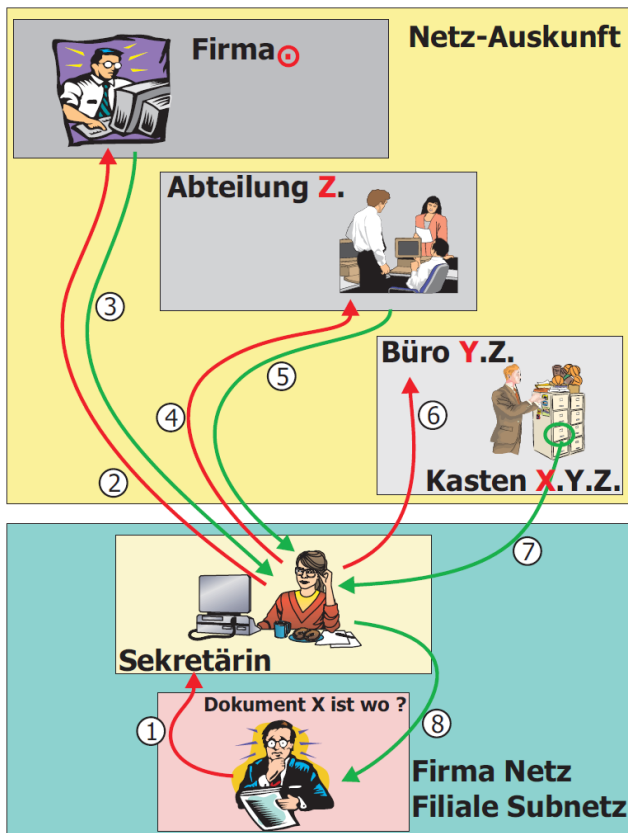 Netz-Auskunft
Firma.
Abteilung Z.
Büro Y.Z.
Kasten X.Y.Z.
3
5
4
6
2
7
Sekretärin
Dokument X ist wo ?
1
8
Firma Netz
Filiale Subnetz